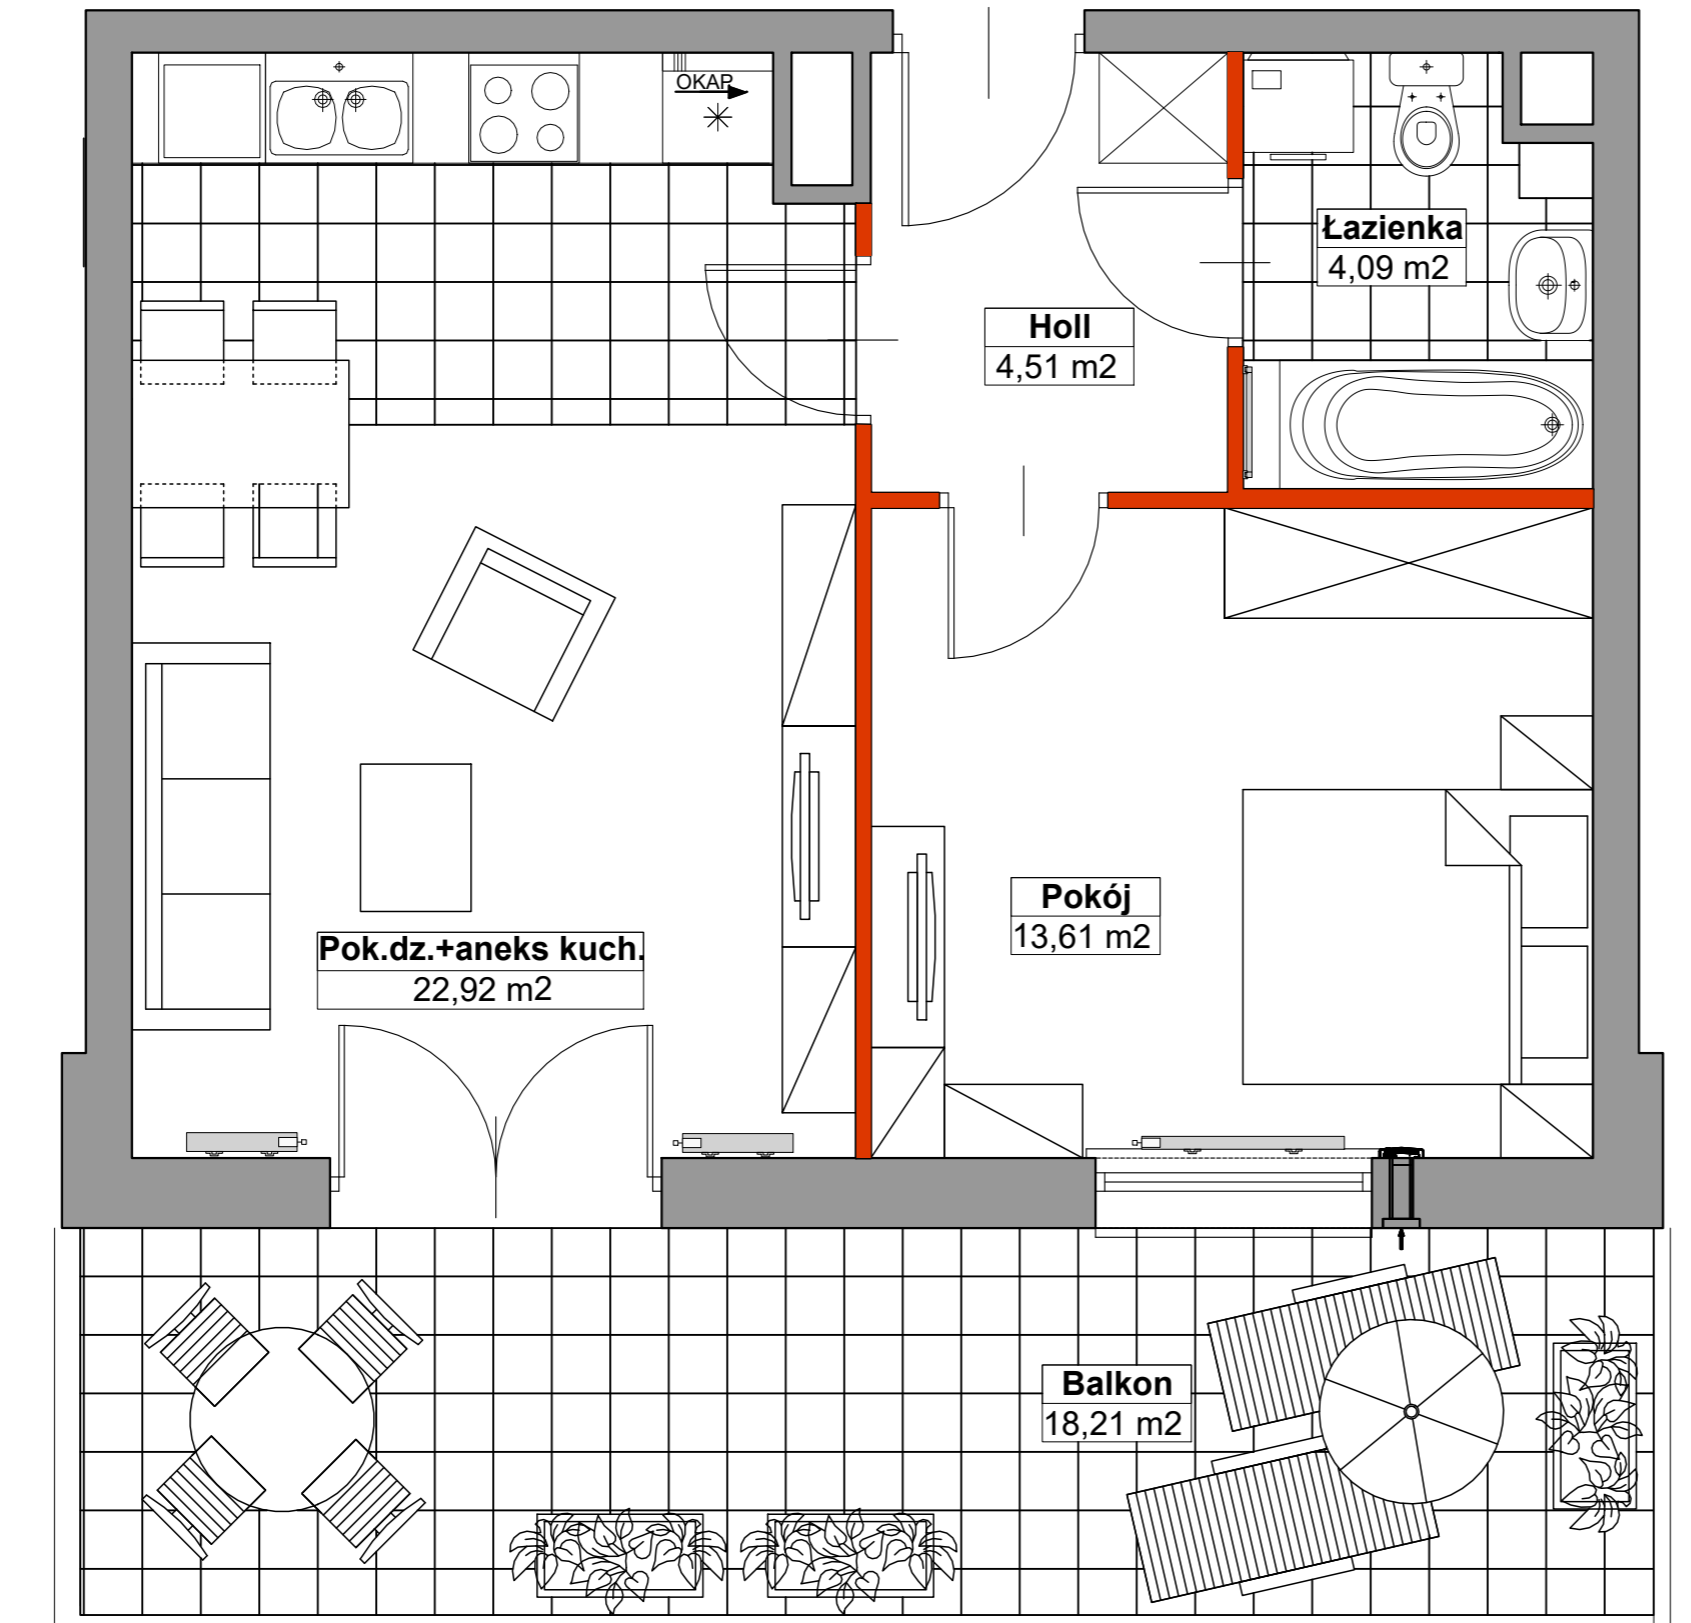 OKAP
Łazienka
4,09 m2
Holl
4,51 m2
Pokój
13,61 m2
Pok.dz.+aneks kuch.
22,92 m2
Balkon
18,21 m2